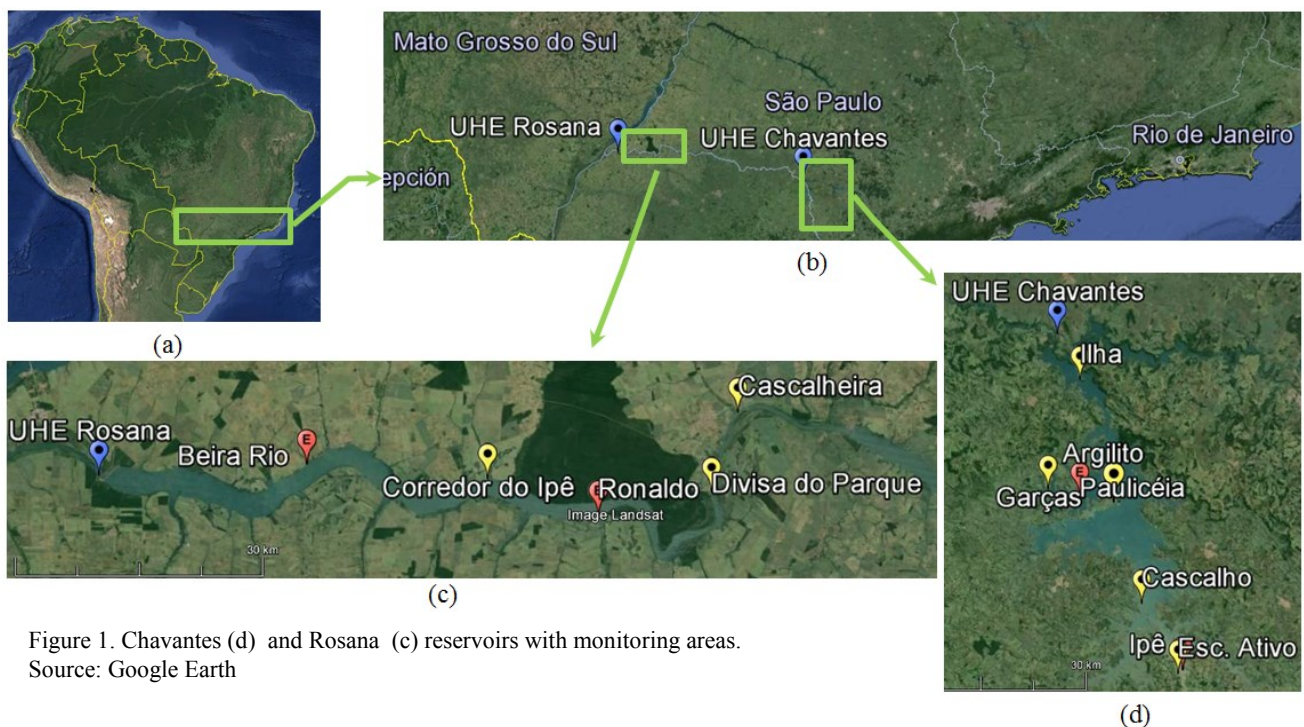 (a)
Mato Grosso do Sul
São Paulo
UHE Rosana
UHE Chavantes
Rio de Janeiro
epción
(b)
UHE Rosana
Beira Rio
E
Corredor do Ipê
E
Ronaldo
Image Landsat
Divisa do Parque
Cascalheira
30 km
(c)
UHE Chavantes
Ilha
Argilito
E
Garças
Paulicéia
Cascalho
Ipê
Esc. Ativo
30 km
(d)
Figure 1. Chavantes (d) and Rosana (c) reservoirs with monitoring areas.
Source: Google Earth